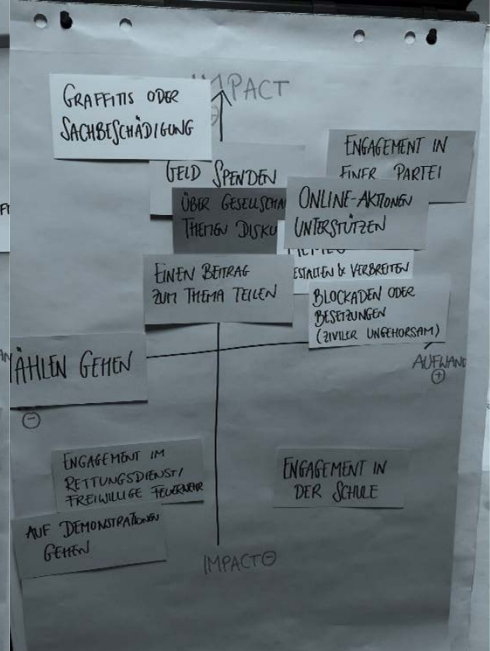 IMPACT
GRAFFITIS ODER
SACHBESCHÄDIGUNG
ENGAGEMENT IN
EINER PARTEI
GELD SPENDEN
ÜBER GESELLSCHA
THEMEN DISKU
ONLINE-AKTIONEN
UNTERSTÜTZEN
ESTALTEN & VERBREITEN
EINEN BEITRAG
ZUM THEMA TEILEN
BLOCKADEN ODER
BESETZUNGEN
(ZIVILER UNGEHORSAM)
AUFWAND
+
ÄHLEN GEHEN
-
ENGAGEMENT IM
RETTUNGSDIENST/
FREIWILLIGE FEUERWEHR
ENGAGEMENT IN
DER SCHULE
AUF DEMONSTRATIONEN
GEHEN
IMPACT -